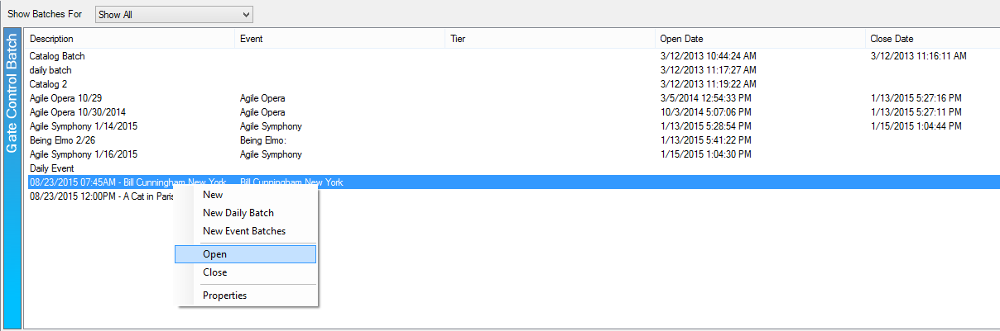 Show Batches For Show All
Gate Control Batch
Description Event Tier Open Date Close Date
Catalog Batch 3/12/2013 10:44:24 AM 3/12/2013 11:16:11 AM
daily batch 3/12/2013 11:17:27 AM
Catalog 2 3/12/2013 11:19:22 AM
Agile Opera 10/29 Agile Opera 3/5/2014 12:54:33 PM 1/13/2015 5:27:16 PM
Agile Opera 10/30/2014 Agile Opera 10/3/2014 5:07:06 PM 1/13/2015 5:27:11 PM
Agile Symphony 1/14/2015 Agile Symphony 1/13/2015 5:28:54 PM 1/15/2015 1:04:44 PM
Being Elmo 2/26 Being Elmo: 1/13/2015 5:41:22 PM
Agile Symphony 1/16/2015 Agile Symphony 1/15/2015 1:04:30 PM
Daily Event
08/23/2015 07:45AM - Bill Cunningham New York Bill Cunningham New York
08/23/2015 12:00PM - A Cat in Paris
New
New Daily Batch
New Event Batches
Open
Close
Properties